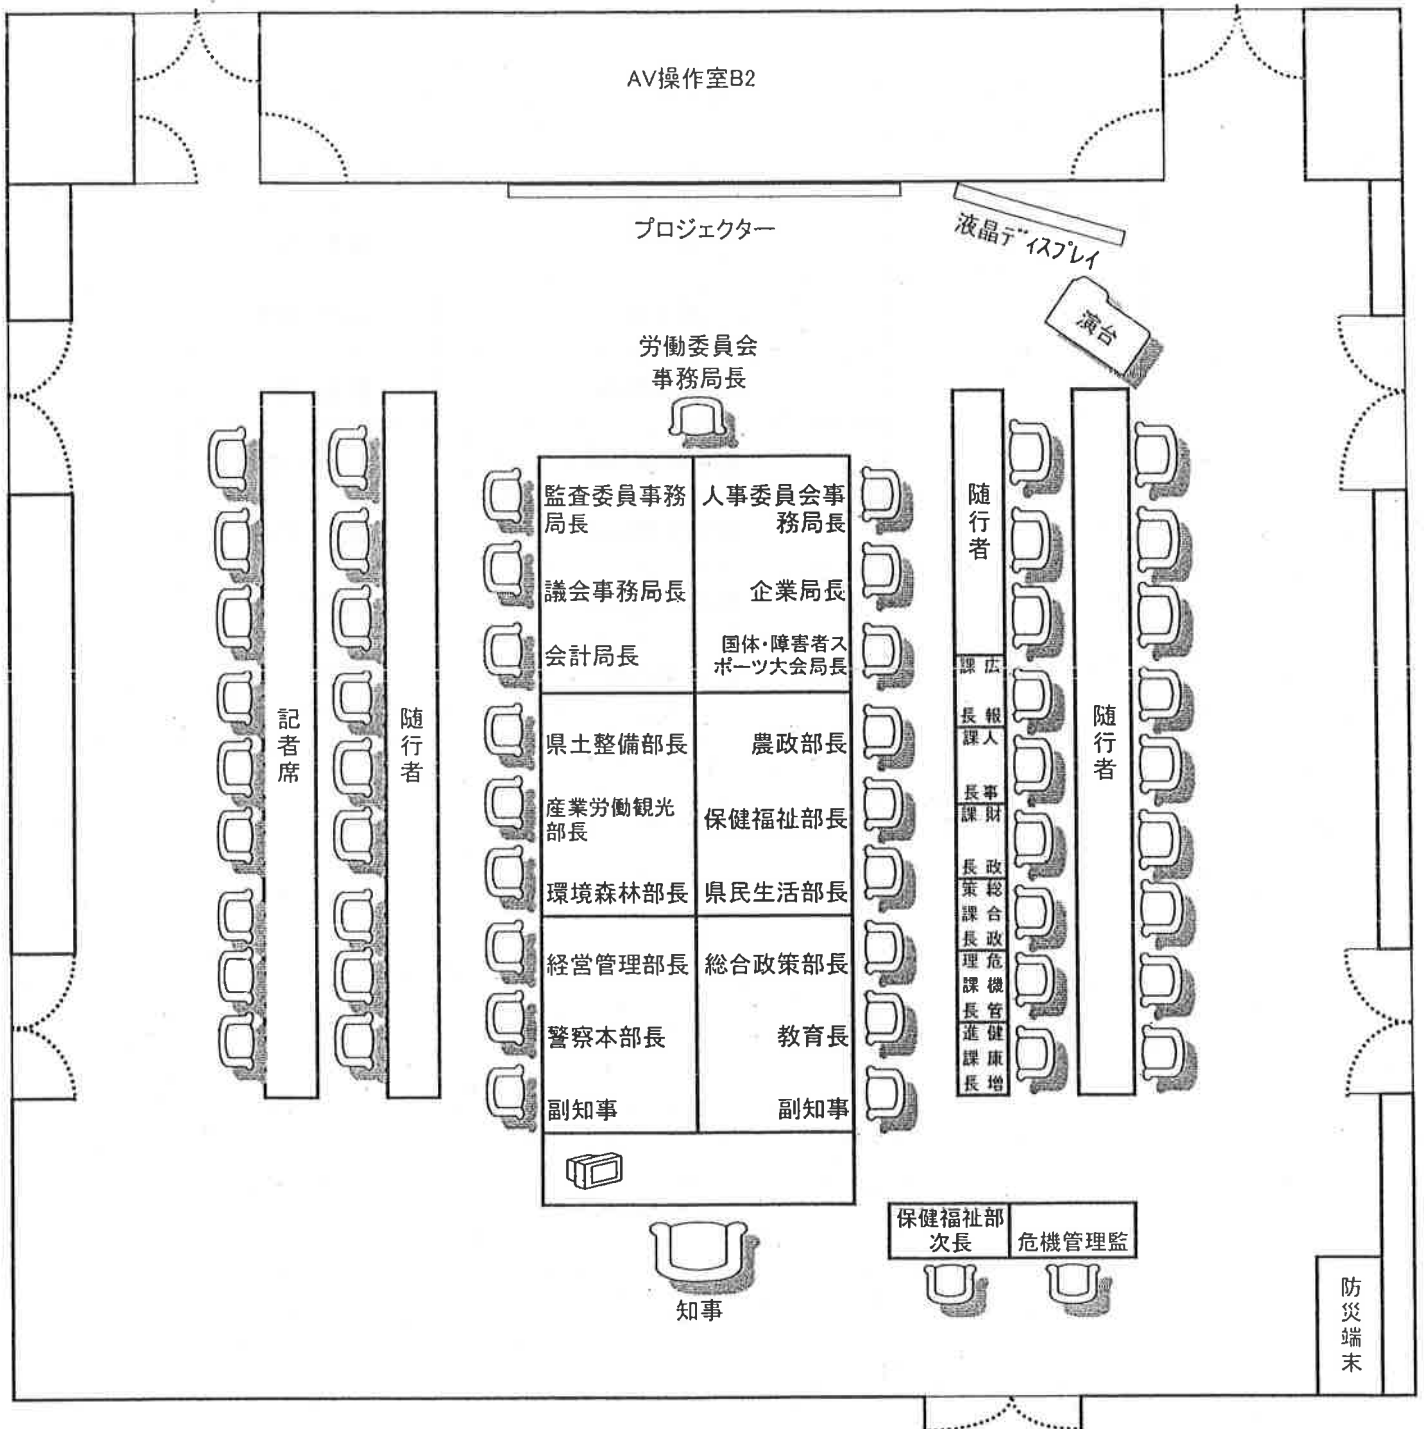 AV操作室B2
プロジェクター
液晶ディスプレイ
演台
労働委員会
事務局長
監査委員事務
局長
人事委員会事
務局長
議会事務局長
企業局長
会計局長
国体・障害者ス
ポーツ大会局長
県土整備部長
農政部長
産業労働観光
部長
保健福祉部長
環境森林部長
県民生活部長
経営管理部長
総合政策部長
警察本部長
教育長
副知事
副知事
知事
記者席
随行者
随行者
広報課長
人事課長
財政課長
総合政策課長
危機管理課長
健康増進課長
随行者
保健福祉部
次長
危機管理監
防災端末